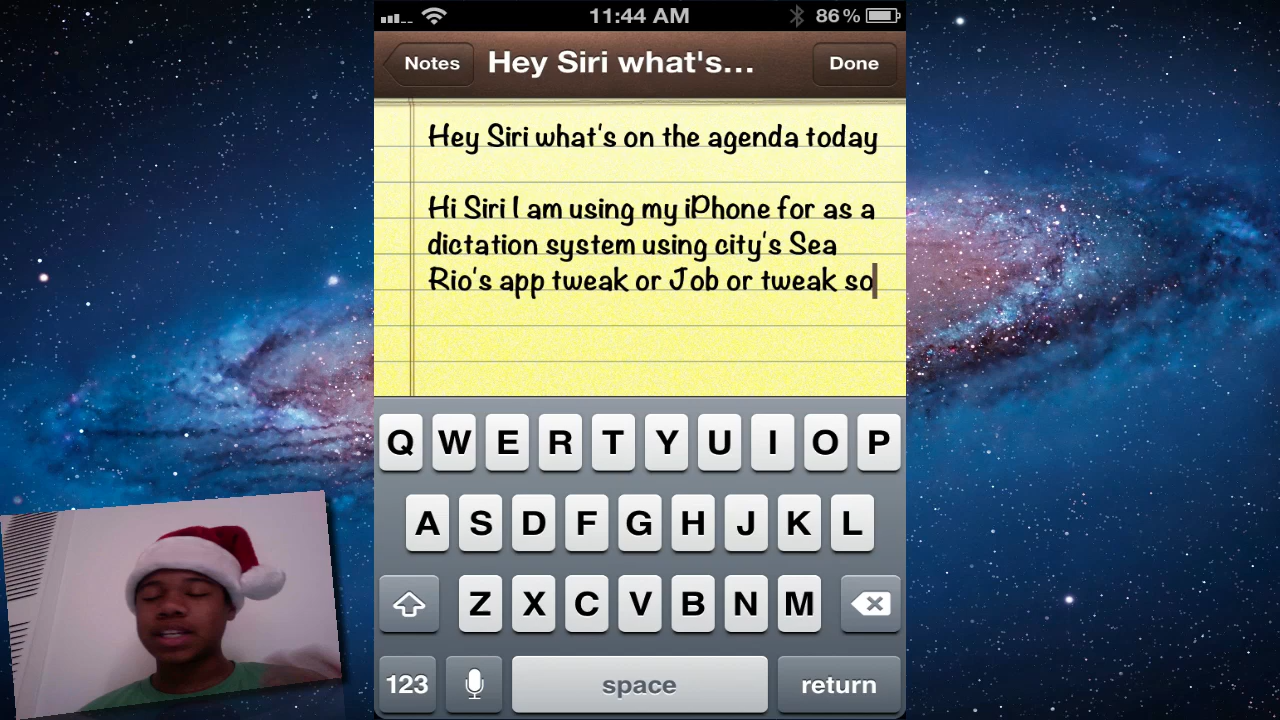 11:44 AM 86%
Notes Hey Siri what's... Done
Hey Siri what's on the agenda today
Hi Siri I am using my iPhone for as a
dictation system using city's Sea
Rio's app tweak or Job or tweak so
Q W E R T Y U I O P
A S D F G H J K L
Z X C V B N M
123 space return